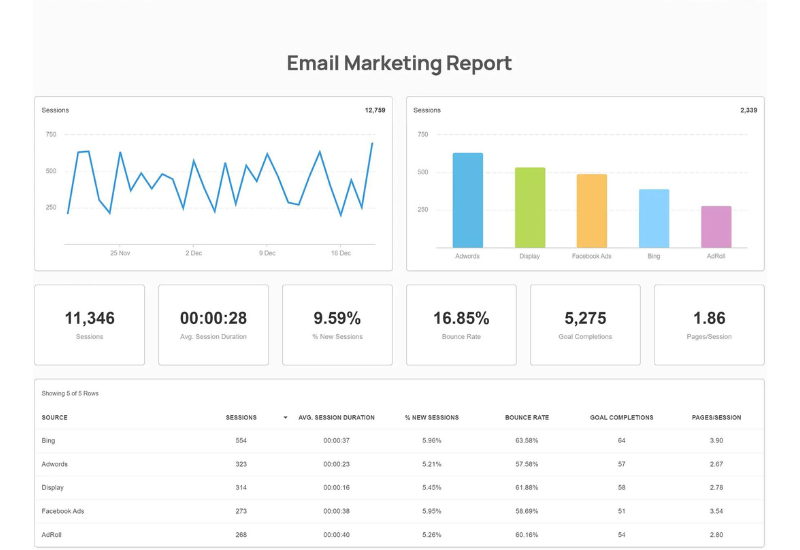 Email Marketing Report
Sessions 12,759
750
500
250
25 Nov 2 Dec 9 Dec 16 Dec
Sessions 2,339
750
500
250
Adwords Display Facebook Ads Bing AdRoll
11,346
Sessions
00:00:28
Avg. Session Duration
9.59%
% New Sessions
16.85%
Bounce Rate
5,275
Goal Completions
1.86
Pages/Session
Showing 5 of 5 Rows
SOURCE SESSIONS AVG. SESSION DURATION % NEW SESSIONS BOUNCE RATE GOAL COMPLETIONS PAGES/SESSION
Bing 554 00:00:37 5.96% 63.58% 64 3.90
Adwords 323 00:00:23 5.21% 57.58% 57 2.67
Display 314 00:00:16 5.45% 61.88% 58 2.78
Facebook Ads 273 00:00:38 5.95% 58.69% 51 3.54
AdRoll 268 00:00:40 5.26% 60.16% 54 2.80